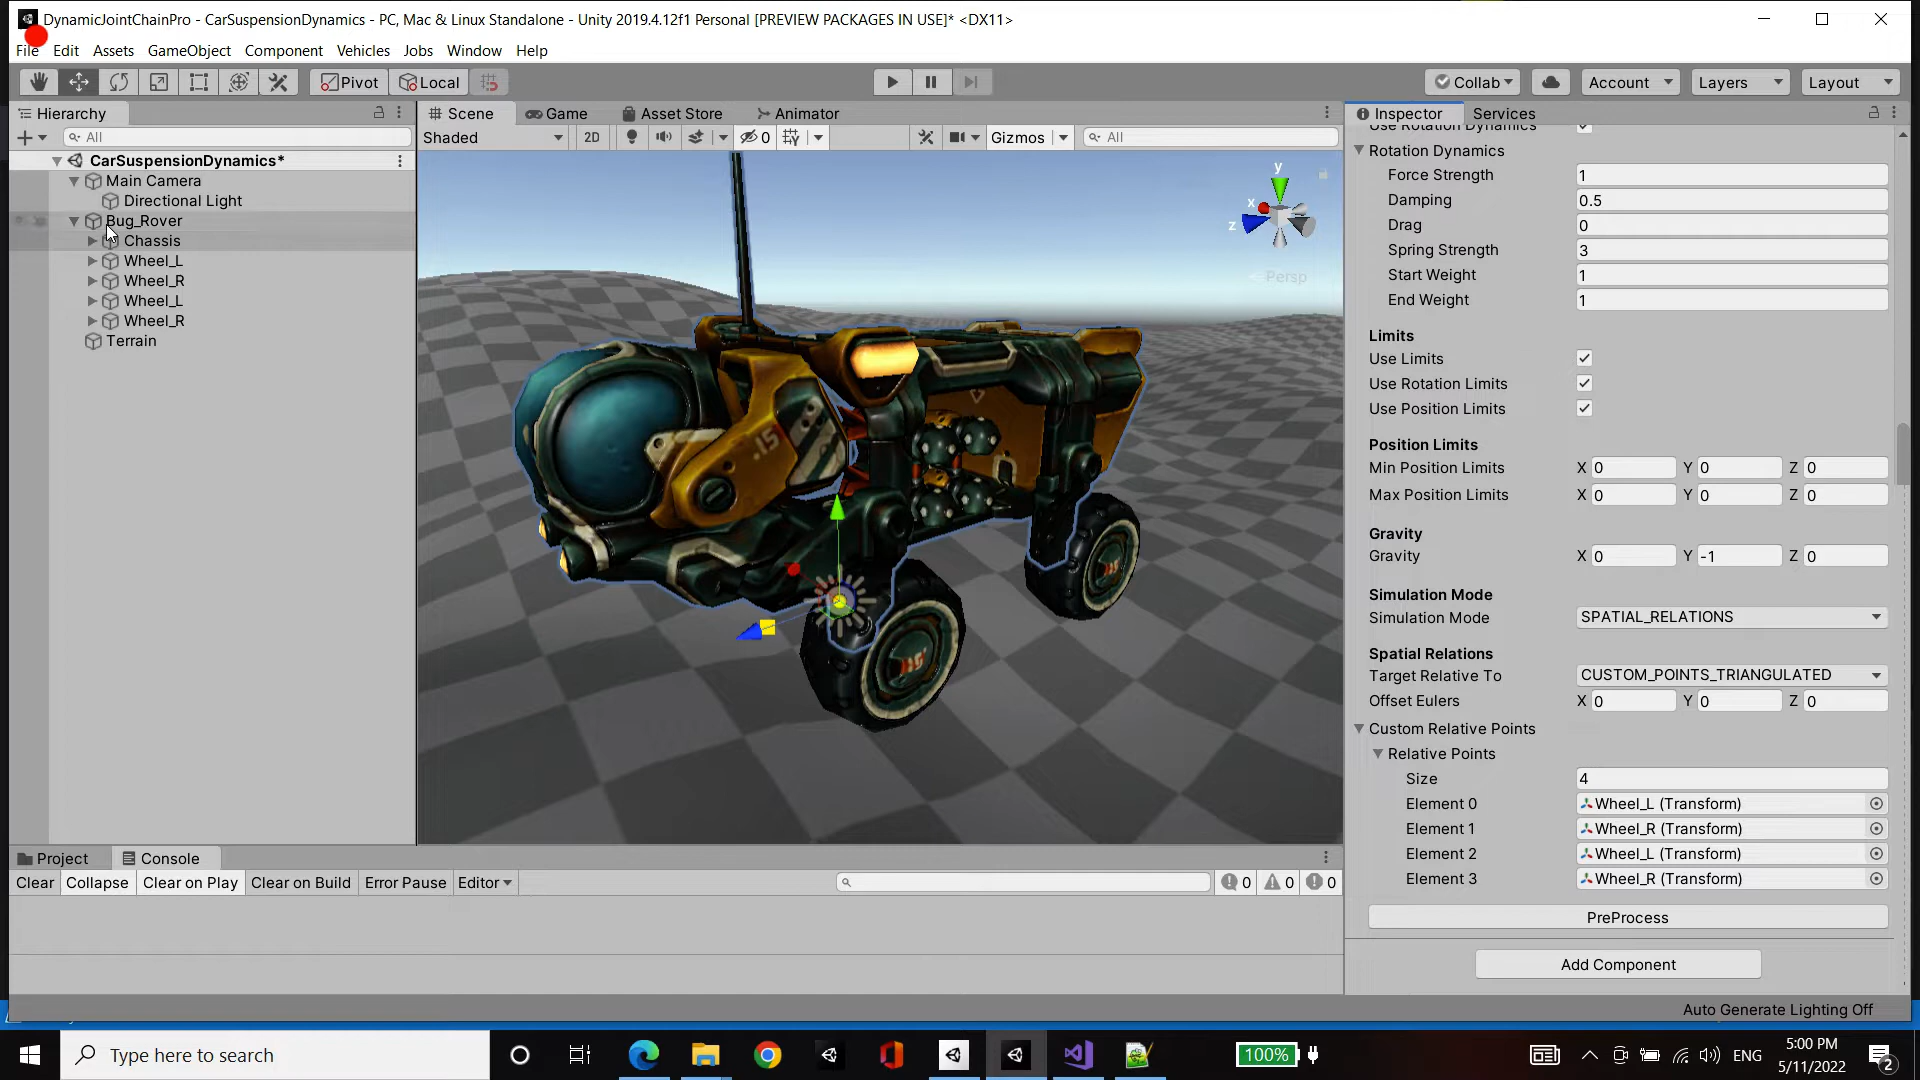 DynamicJointChainPro - CarSuspensionDynamics - PC, Mac & Linux Standalone - Unity 2019.4.12f1 Personal [PREVIEW PACKAGES IN USE]* <DX11>
File Edit Assets GameObject Component Vehicles Jobs Window Help
Pivot Local Collab Account Layers Layout
Hierarchy
All
CarSuspensionDynamics*
Main Camera
Directional Light
Bug_Rover
Chassis
Wheel_L
Wheel_R
Wheel_L
Wheel_R
Terrain
Scene Game Asset Store Animator
Shaded 2D 0 Gizmos All
y
x
z
Persp
.15
15
15
Inspector Services
Use Rotation Dynamics
Rotation Dynamics
Force Strength 1
Damping 0.5
Drag 0
Spring Strength 3
Start Weight 1
End Weight 1
Limits
Use Limits
Use Rotation Limits
Use Position Limits
Position Limits
Min Position Limits X 0 Y 0 Z 0
Max Position Limits X 0 Y 0 Z 0
Gravity
Gravity X 0 Y -1 Z 0
Simulation Mode
Simulation Mode SPATIAL_RELATIONS
Spatial Relations
Target Relative To CUSTOM_POINTS_TRIANGULATED
Offset Eulers X 0 Y 0 Z 0
Custom Relative Points
Relative Points
Size 4
Element 0 Wheel_L (Transform)
Element 1 Wheel_R (Transform)
Element 2 Wheel_L (Transform)
Element 3 Wheel_R (Transform)
PreProcess
Add Component
Project Console
Clear Collapse Clear on Play Clear on Build Error Pause Editor 0 0 0
Auto Generate Lighting Off
Type here to search
100%
ENG
5:00 PM
5/11/2022
2